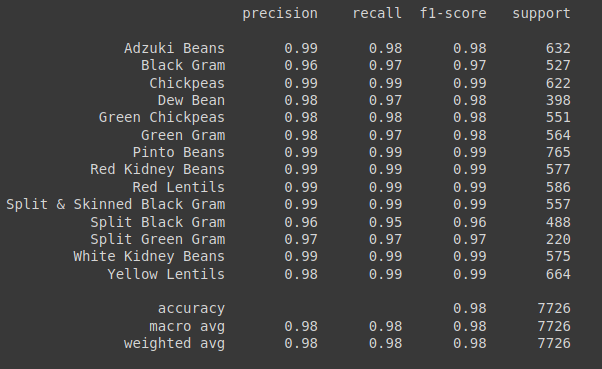 precision recall f1-score support
Adzuki Beans 0.99 0.98 0.98 632
Black Gram 0.96 0.97 0.97 527
Chickpeas 0.99 0.99 0.99 622
Dew Bean 0.98 0.97 0.98 398
Green Chickpeas 0.98 0.98 0.98 551
Green Gram 0.98 0.97 0.98 564
Pinto Beans 0.99 0.99 0.99 765
Red Kidney Beans 0.99 0.99 0.99 577
Red Lentils 0.99 0.99 0.99 586
Split & Skinned Black Gram 0.99 0.99 0.99 557
Split Black Gram 0.96 0.95 0.96 488
Split Green Gram 0.97 0.97 0.97 220
White Kidney Beans 0.99 0.99 0.99 575
Yellow Lentils 0.98 0.99 0.99 664
accuracy 0.98 7726
macro avg 0.98 0.98 0.98 7726
weighted avg 0.98 0.98 0.98 7726